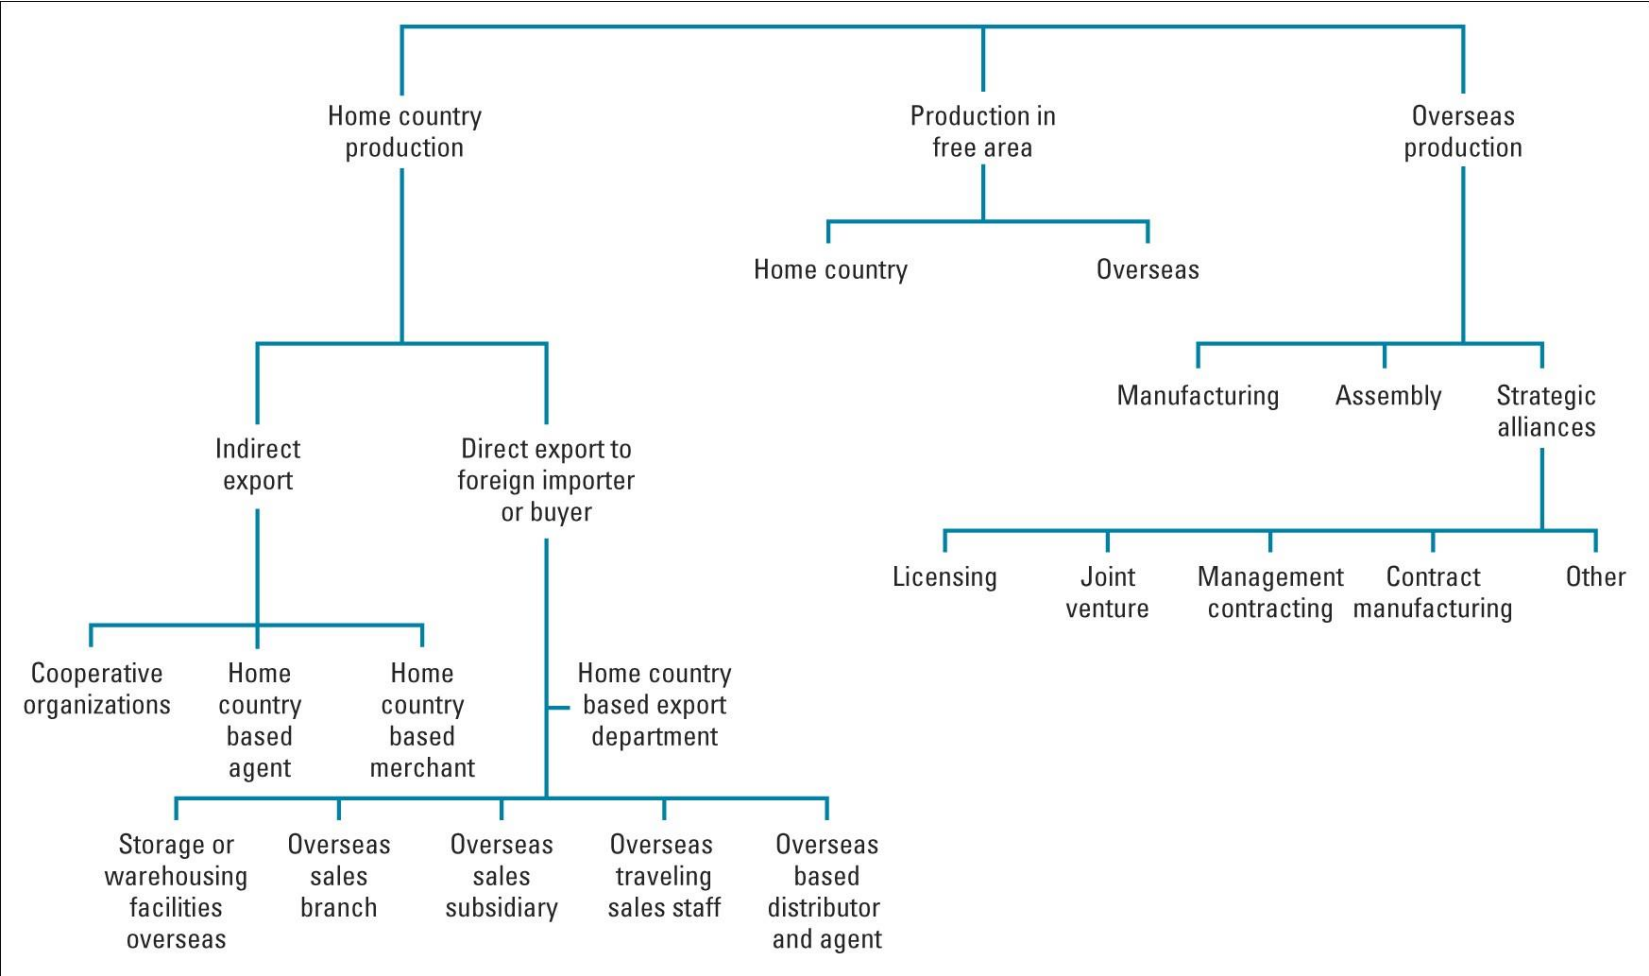 Home country
production
Production in
free area
Overseas
production
Home country
Overseas
Manufacturing
Assembly
Strategic
alliances
Indirect
export
Direct export to
foreign importer
or buyer
Licensing
Joint
venture
Management
contracting
Contract
manufacturing
Other
Cooperative
organizations
Home
country
based
agent
Home
country
based
merchant
Home country
based export
department
Storage or
warehousing
facilities
overseas
Overseas
sales
branch
Overseas
sales
subsidiary
Overseas
traveling
sales staff
Overseas
based
distributor
and agent